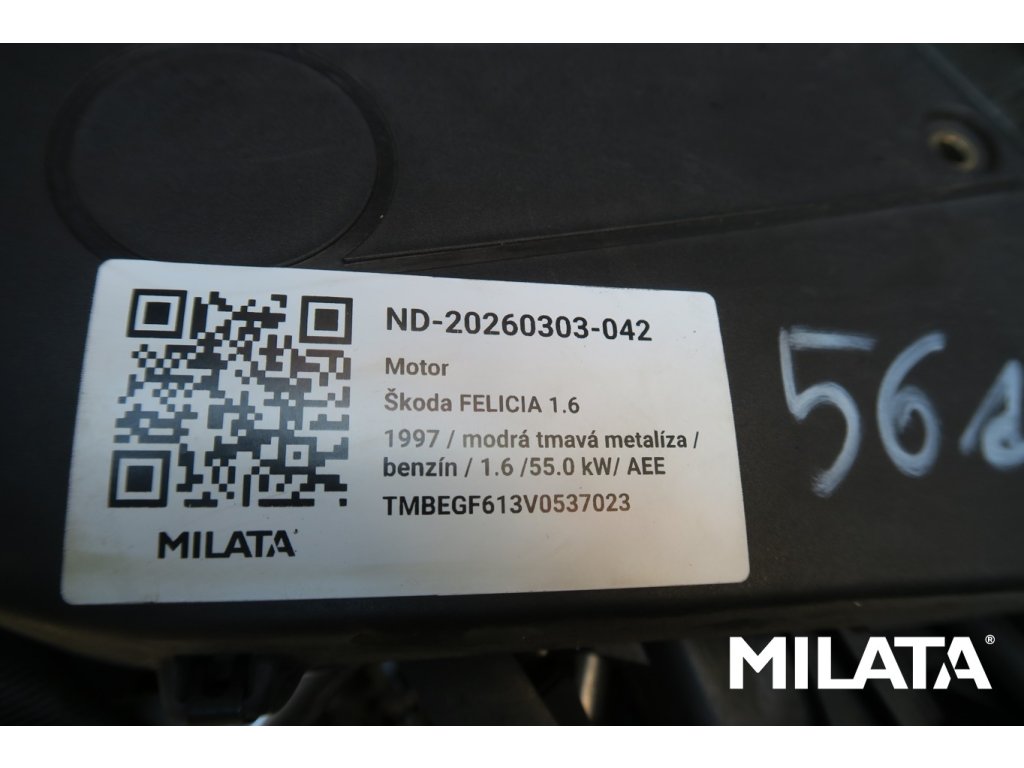 ND-20260303-042
Motor
Škoda FELICIA 1.6
1997 / modrá tmavá metalíza /
benzín / 1.6 /55.0 kW/ AEE
TMBEGF613V0537023
MILATA
56
MILATA®